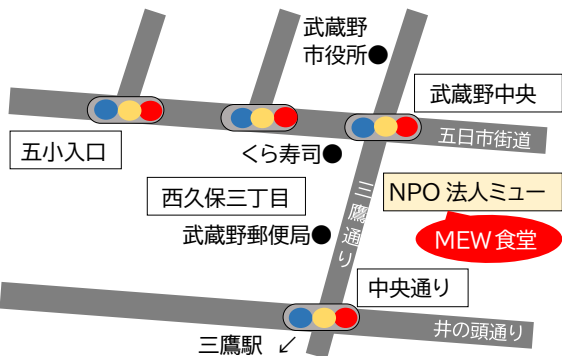 武蔵野
市役所●
武蔵野中央
五日市街道
五小入口
くら寿司●
西久保三丁目
三鷹通り
NPO 法人ミュー
武蔵野郵便局●
MEW 食堂
中央通り
井の頭通り
三鷹駅 ↙